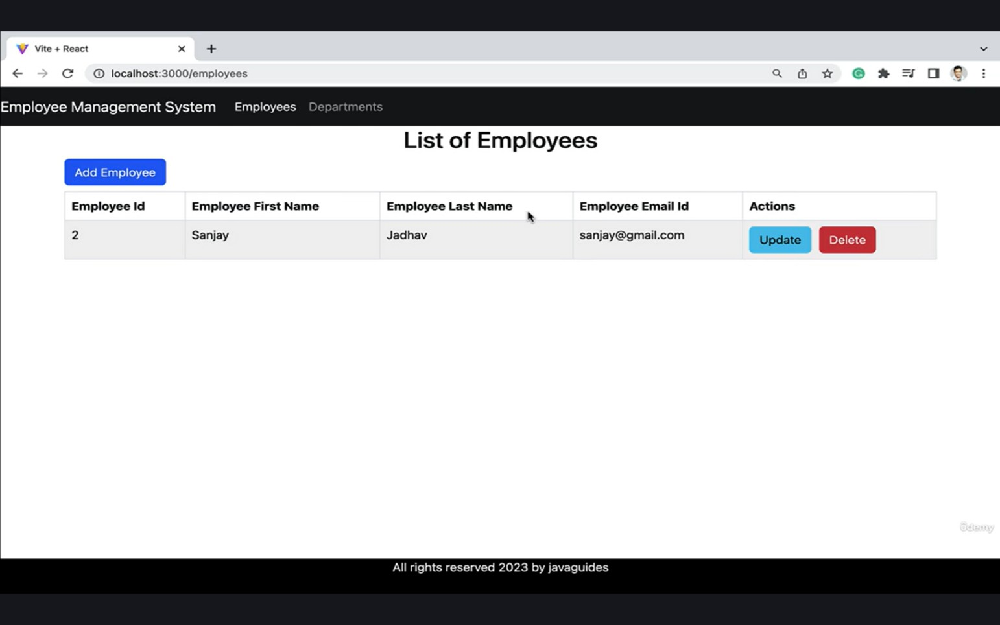 Vite + React
localhost:3000/employees
Employee Management System Employees Departments
List of Employees
Add Employee
Employee Id Employee First Name Employee Last Name Employee Email Id Actions
2 Sanjay Jadhav sanjay@gmail.com Update Delete
ûdemy
All rights reserved 2023 by javaguides